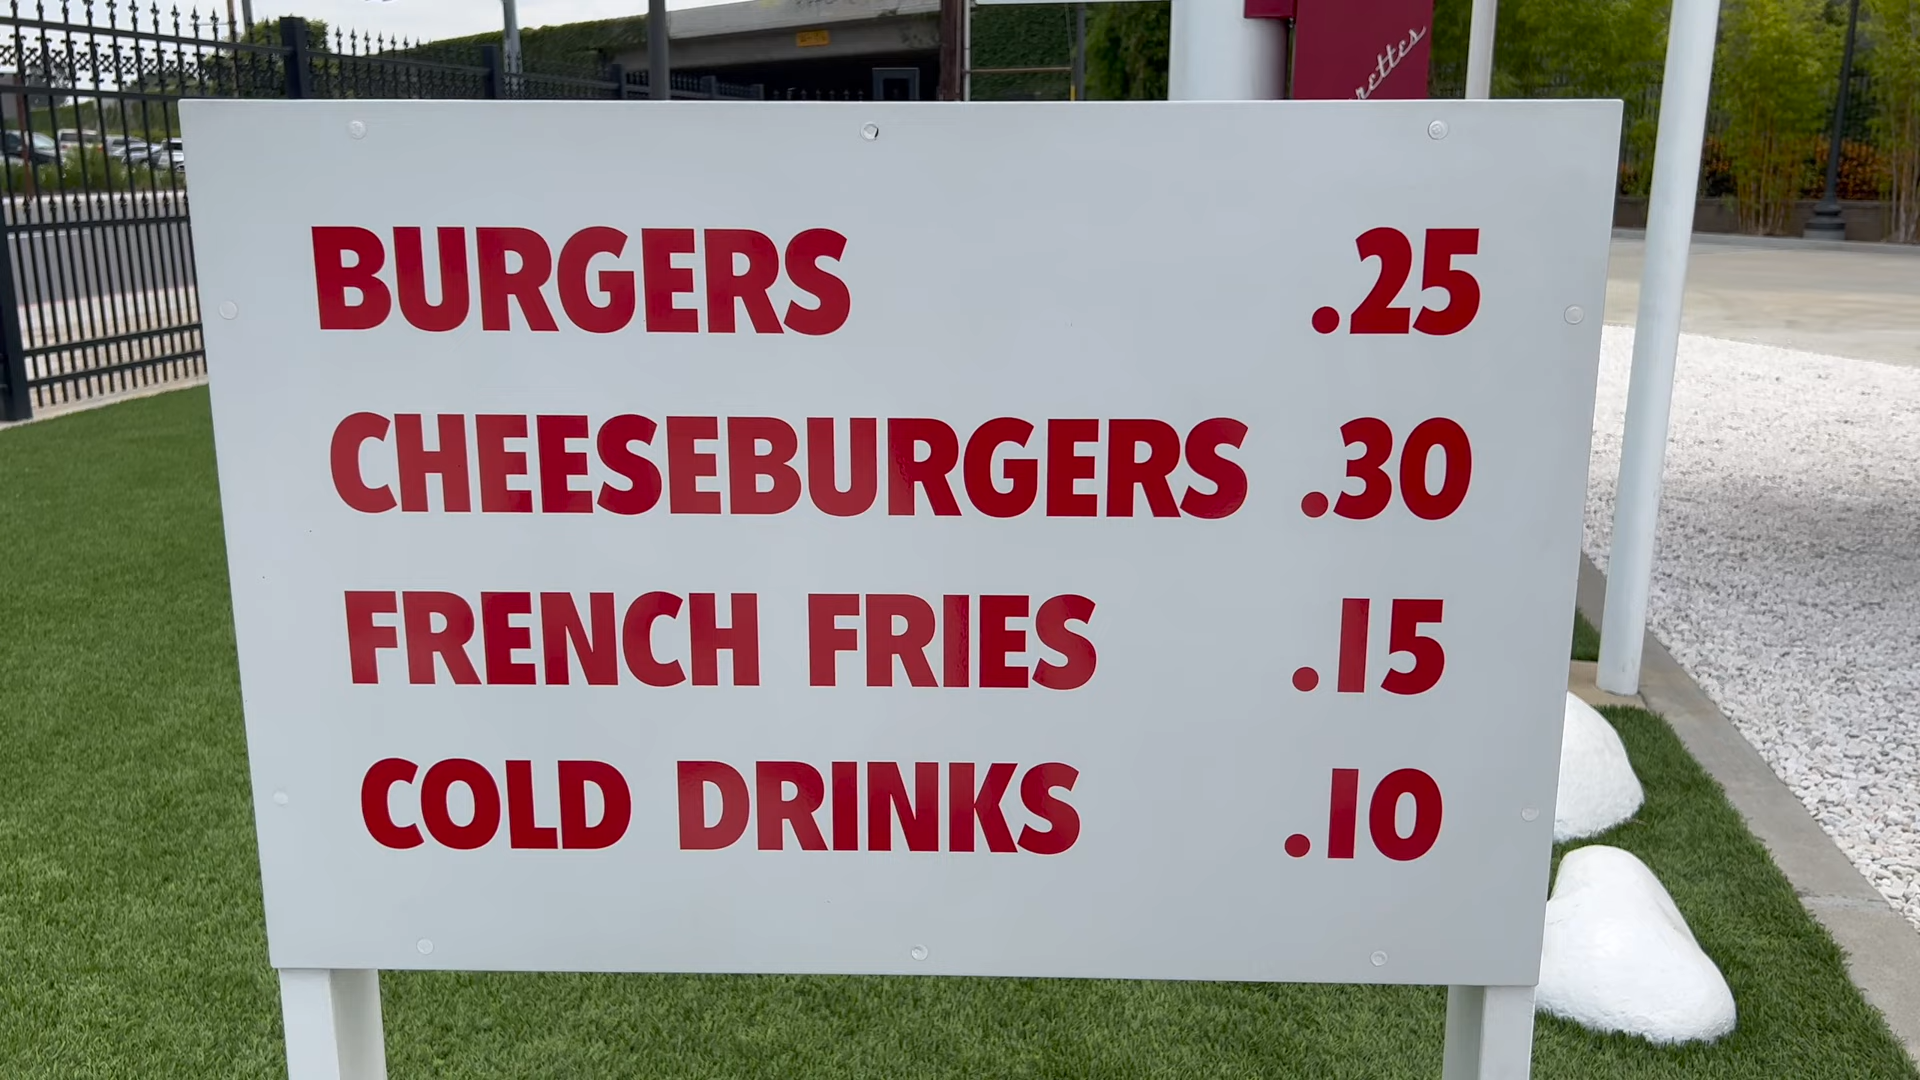 BURGERS .25
CHEESEBURGERS .30
FRENCH FRIES .15
COLD DRINKS .10